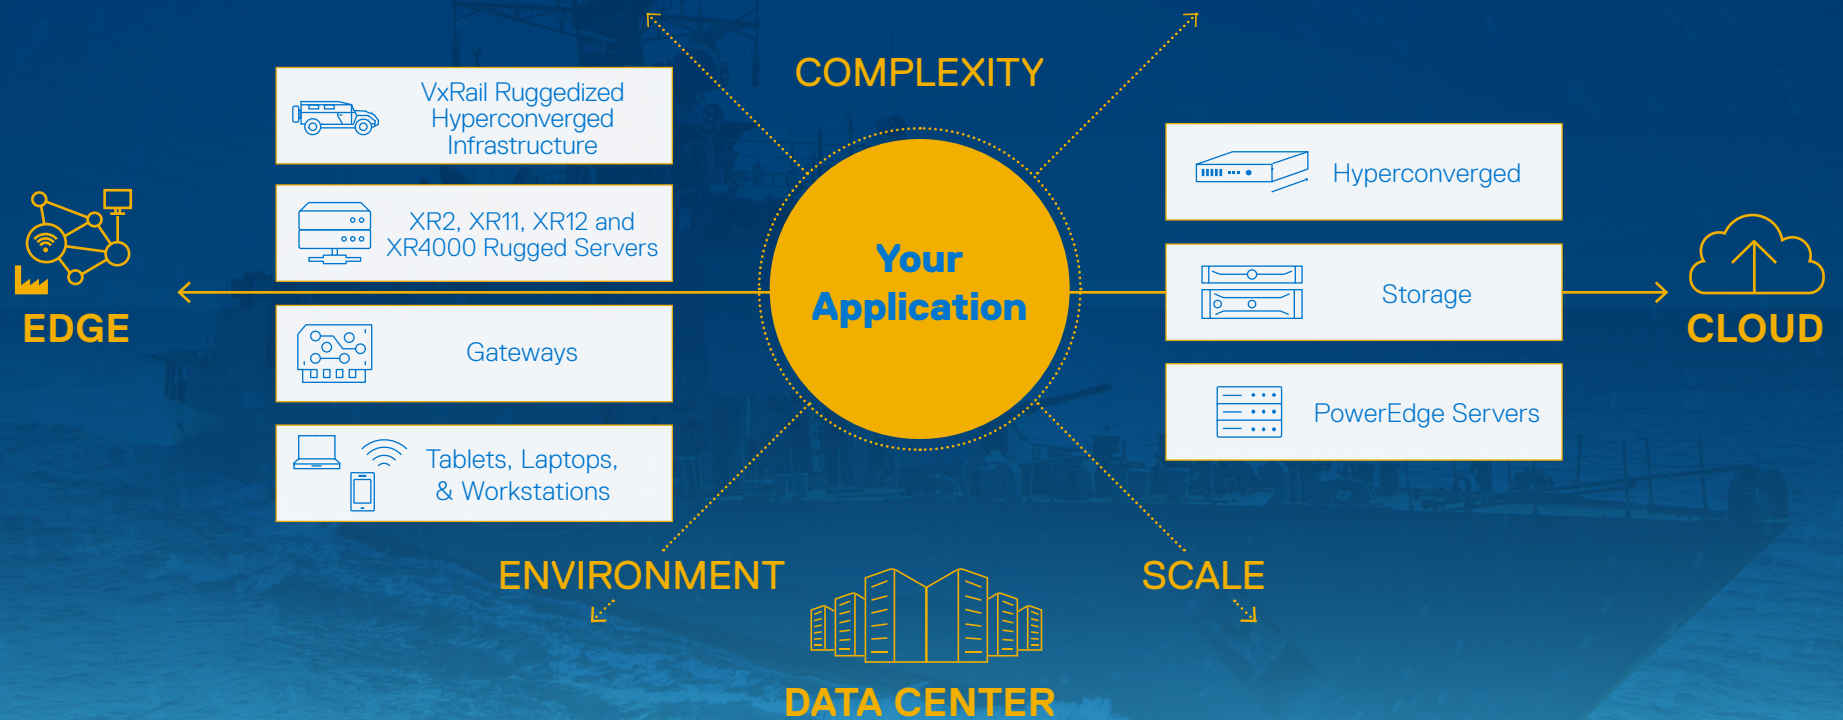 COMPLEXITY
VxRail Ruggedized
Hyperconverged
Infrastructure
XR2, XR11, XR12 and
XR4000 Rugged Servers
Gateways
Tablets, Laptops,
& Workstations
EDGE
Your
Application
Hyperconverged
Storage
PowerEdge Servers
CLOUD
ENVIRONMENT
SCALE
DATA CENTER